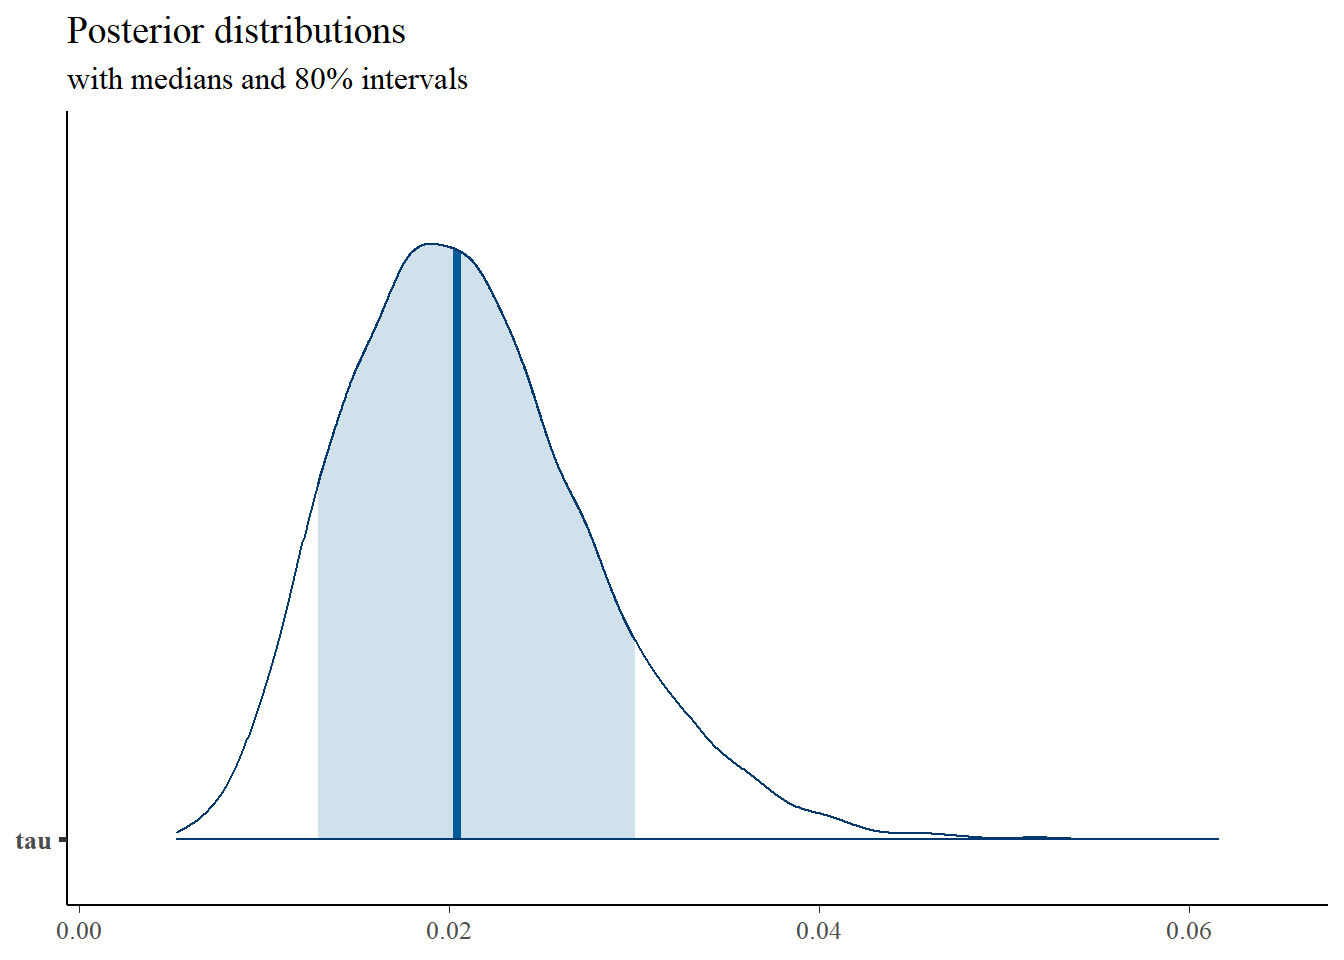 Posterior distributions
with medians and 80% intervals
tau
0.00 0.02 0.04 0.06